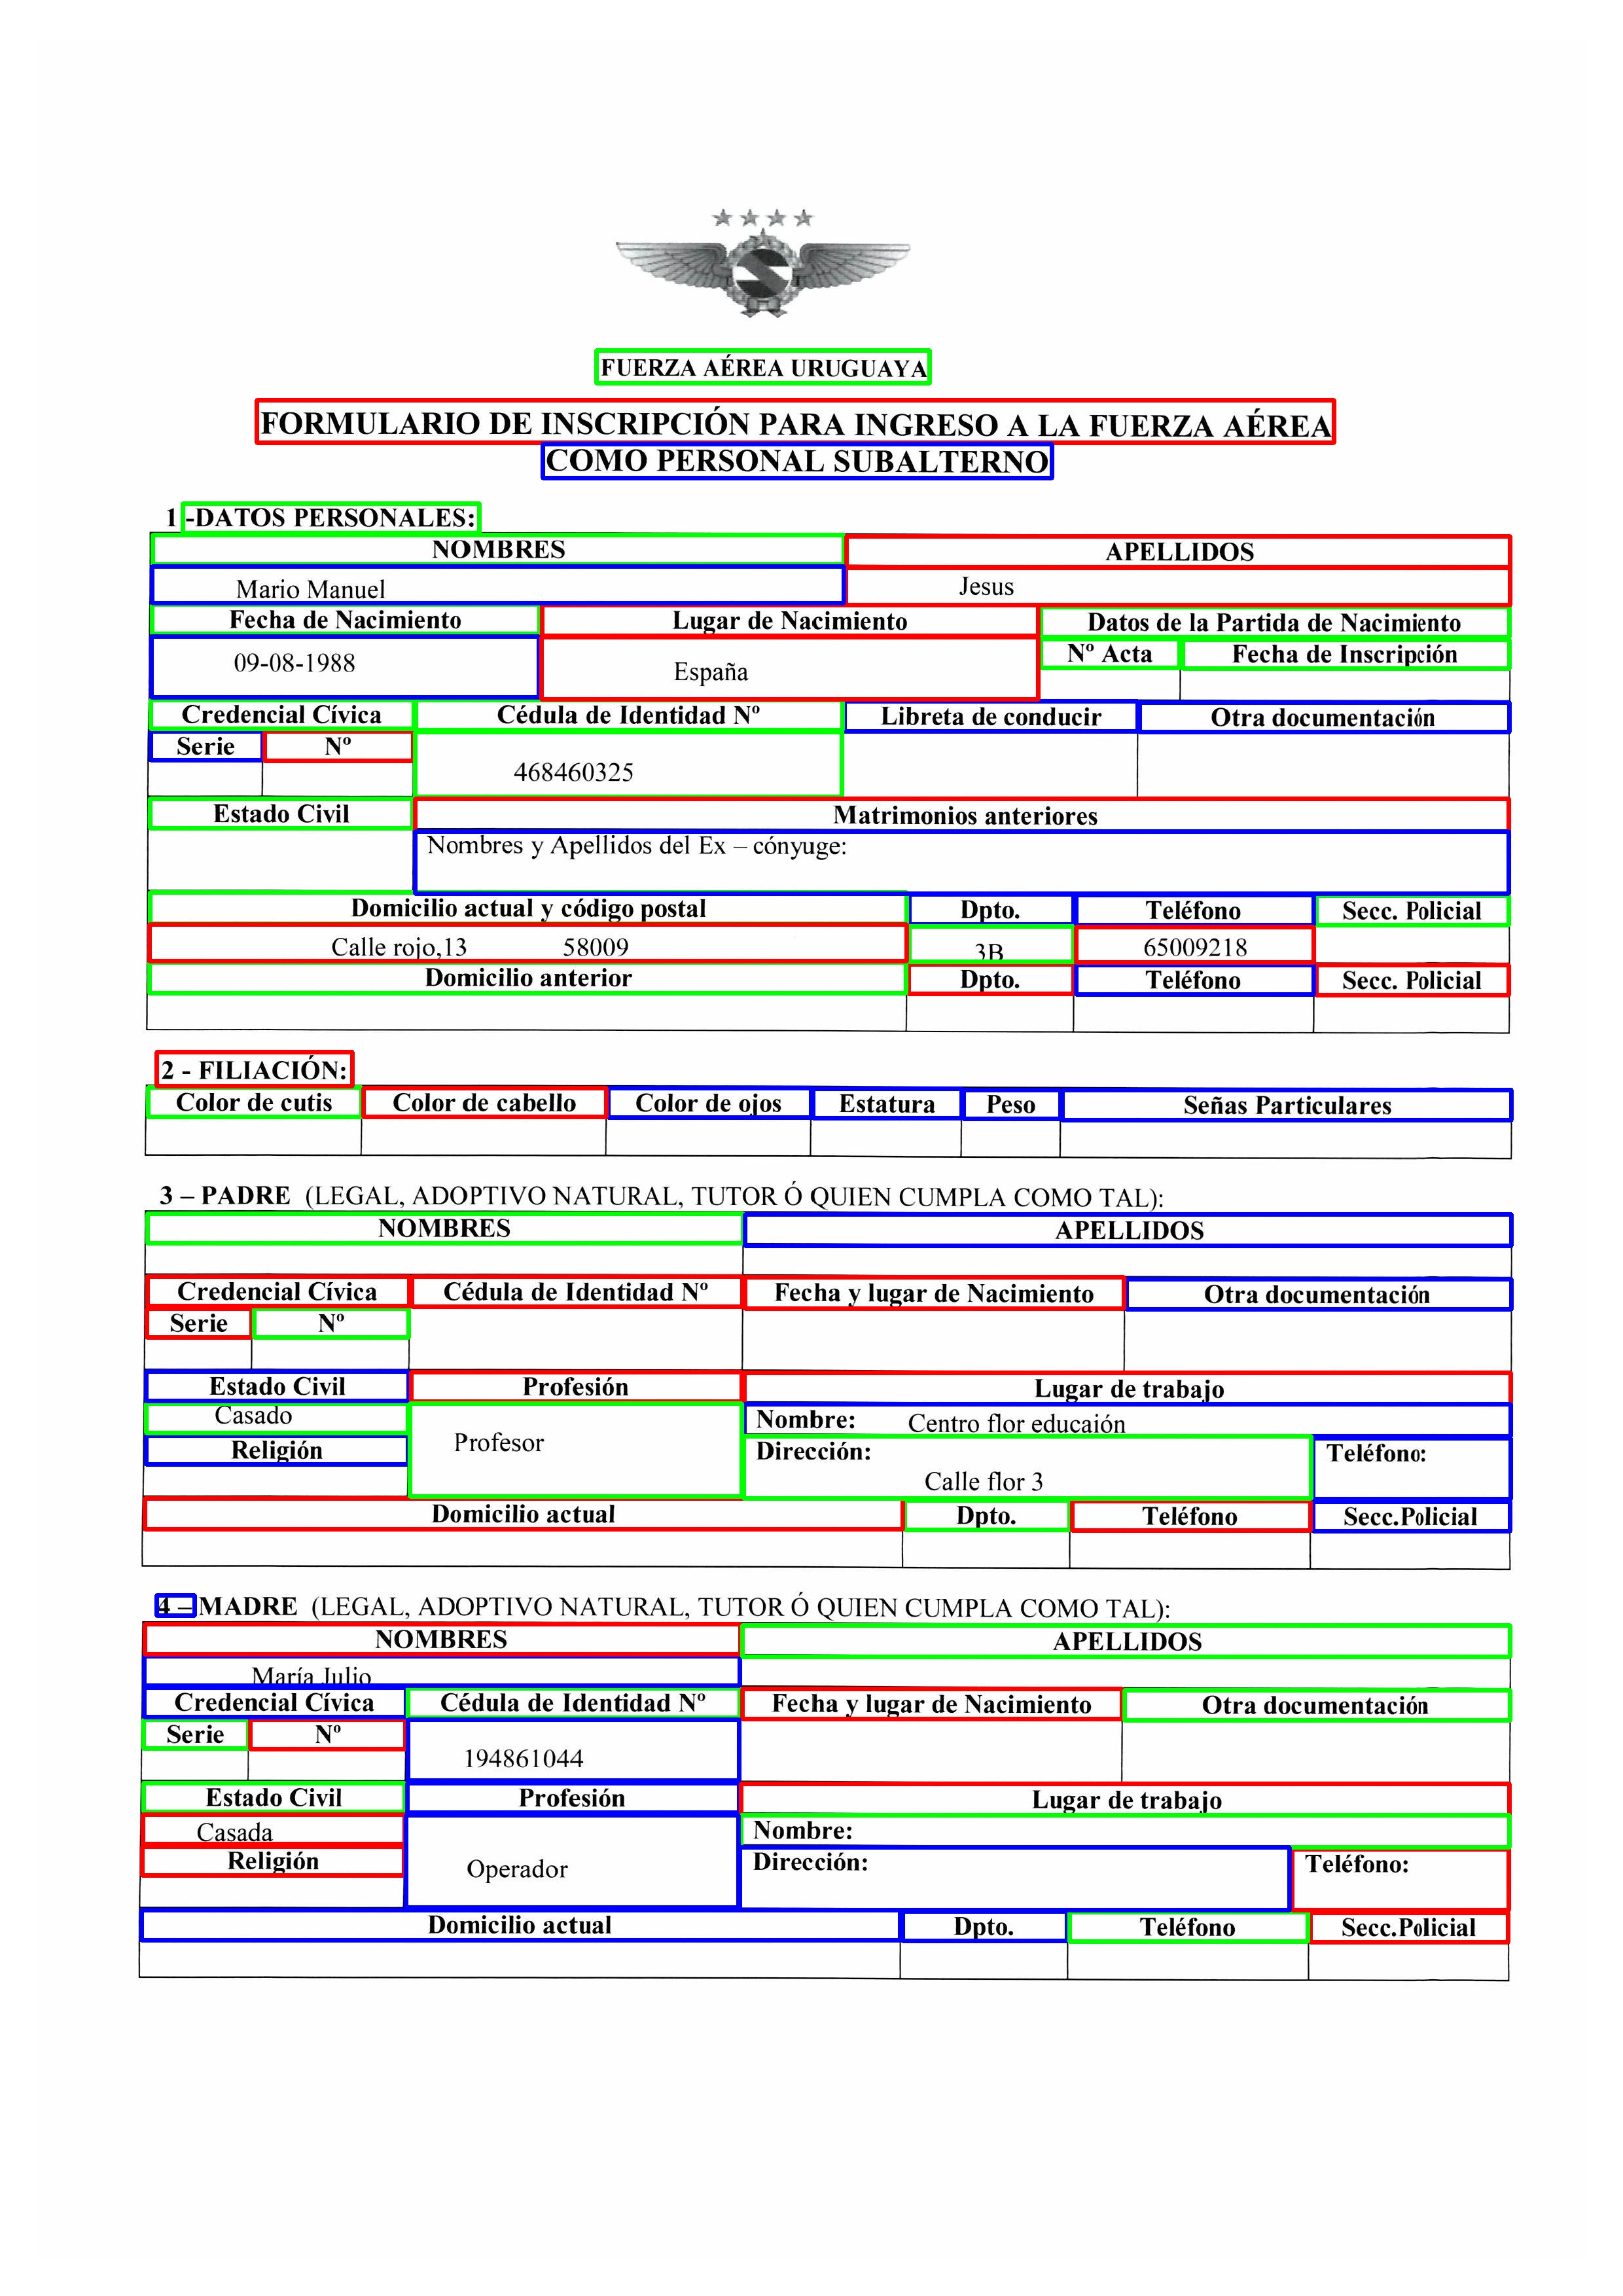 FUERZA AÉREA URUGUAYA
FORMULARIO DE INSCRIPCIÓN PARA INGRESO A LA FUERZA AÉREA
COMO PERSONAL SUBALTERNO
1 -DATOS PERSONALES:
NOMBRES APELLIDOS
Mario Manuel Jesus
Fecha de Nacimiento Lugar de Nacimiento Datos de la Partida de Nacimiento
09-08-1988 España Nº Acta Fecha de Inscripción
Credencial Cívica Cédula de Identidad Nº Libreta de conducir Otra documentación
Serie Nº
468460325
Estado Civil Matrimonios anteriores
Nombres y Apellidos del Ex – cónyuge:
Domicilio actual y código postal Dpto. Teléfono Secc. Policial
Calle rojo,13 58009 3B 65009218
Domicilio anterior Dpto. Teléfono Secc. Policial
2 - FILIACIÓN:
Color de cutis Color de cabello Color de ojos Estatura Peso Señas Particulares
3 – PADRE (LEGAL, ADOPTIVO NATURAL, TUTOR Ó QUIEN CUMPLA COMO TAL):
NOMBRES APELLIDOS
Credencial Cívica Cédula de Identidad Nº Fecha y lugar de Nacimiento Otra documentación
Serie Nº
Estado Civil Profesión Lugar de trabajo
Casado Nombre: Centro flor educaión
Religión Profesor Dirección: Teléfono:
Calle flor 3
Domicilio actual Dpto. Teléfono Secc.Policial
4 – MADRE (LEGAL, ADOPTIVO NATURAL, TUTOR Ó QUIEN CUMPLA COMO TAL):
NOMBRES APELLIDOS
María Julio
Credencial Cívica Cédula de Identidad Nº Fecha y lugar de Nacimiento Otra documentación
Serie Nº
194861044
Estado Civil Profesión Lugar de trabajo
Casada Nombre:
Religión Operador Dirección: Teléfono:
Domicilio actual Dpto. Teléfono Secc.Policial